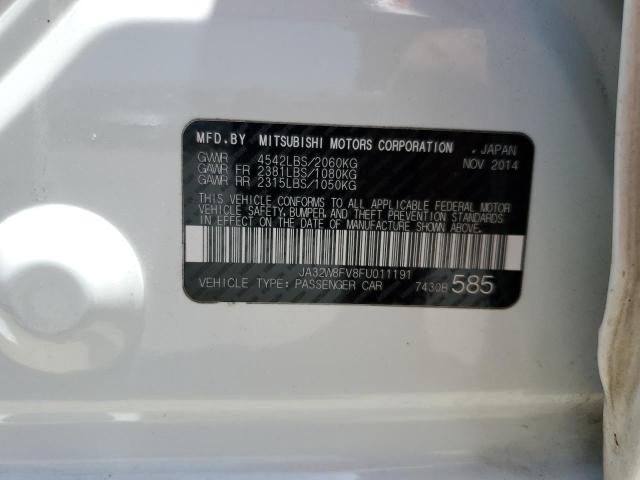 MFD.BY MITSUBISHI MOTORS CORPORATION . JAPAN
GVWR 4542LBS/2060KG NOV 2014
GAWR FR 2381LBS/1080KG
GAWR RR 2315LBS/1050KG
THIS VEHICLE CONFORMS TO ALL APPLICABLE FEDERAL MOTOR
VEHICLE SAFETY, BUMPER, AND THEFT PREVENTION STANDARDS
IN EFFECT ON THE DATE OF MANUFACTURE SHOWN ABOVE.
JA32W8FV8FU011191
VEHICLE TYPE: PASSENGER CAR 7430B 585